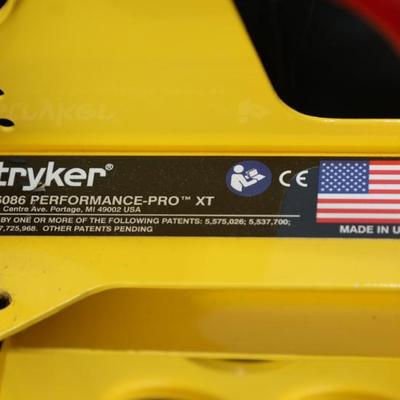 tryker®
6086 PERFORMANCE-PRO™ XT
Centre Ave. Portage, MI 49002 USA
BY ONE OR MORE OF THE FOLLOWING PATENTS: 5,575,026; 5,537,700;
7,725,968. OTHER PATENTS PENDING
CE
MADE IN U